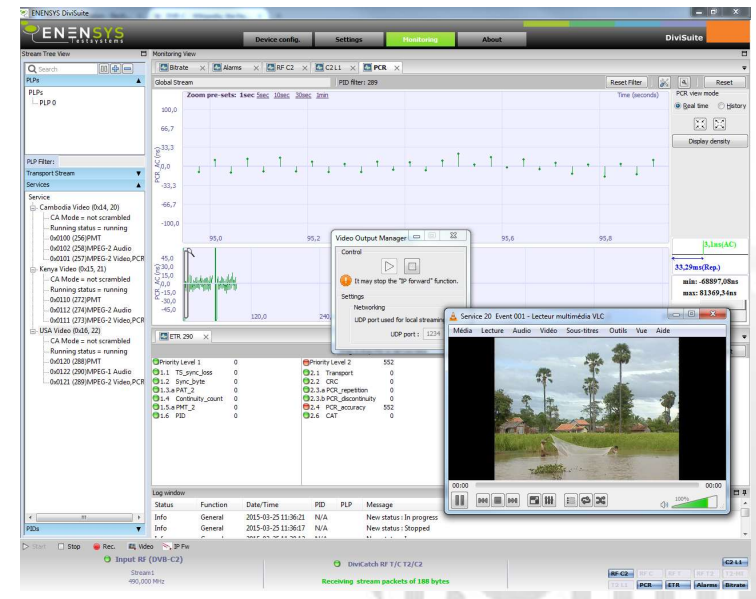 ENENSYS DiviSuite
ENENSYS
Testsystems
Device config.
Settings
Monitoring
About
DiviSuite
Stream Tree View
Search
PLPs
PLPs
PLP 0
PLP Filter:
Transport Stream
Services
Service
Cambodia Video (0x14, 20)
CA Mode = not scrambled
Running status = running
0x0100 (256)PMT
0x0102 (258)MPEG-2 Audio
0x0101 (257)MPEG-2 Video,PCR
Kenya Video (0x15, 21)
CA Mode = not scrambled
Running status = running
0x0110 (272)PMT
0x0112 (274)MPEG-2 Audio
0x0111 (273)MPEG-2 Video,PCR
USA Video (0x16, 22)
CA Mode = not scrambled
Running status = running
0x0120 (288)PMT
0x0122 (290)MPEG-1 Audio
0x0121 (289)MPEG-2 Video,PCR
PIDs
Monitoring View
Bitrate
Alarms
RF C2
C2 L1
PCR
Global Stream
PID filter: 289
Reset Filter
Reset
Zoom pre-sets: 1sec 5sec 10sec 30sec 1min
Time (seconds)
PCR_AC (ns)
100,0
66,7
33,3
0,0
-33,3
-66,7
-100,0
95,0
95,2
95,6
95,8
PCR view mode
Real time
History
Display density
PCR_AC (ns)
45,0
30,0
15,0
0,0
-15,0
-30,0
-45,0
120,0
240,
3,1ns(AC)
33,29ms(Rep.)
min: -68897,08ns
max: 81369,34ns
Video Output Manager
Control
It may stop the "IP forward" function.
Settings
Networking
UDP port used for local streaming
UDP port : 1234
ETR 290
Priority Level 1 0
1.1 TS_sync_loss 0
1.2 Sync_byte 0
1.3.a PAT_2 0
1.4 Continuity_count 0
1.5.a PMT_2 0
1.6 PID 0
Priority Level 2 552
2.1 Transport 0
2.2 CRC 0
2.3.a PCR_repetition 0
2.3.b PCR_discontinuity 0
2.4 PCR_accuracy 552
2.6 CAT 0
Service 20 Event 001 - Lecteur multimédia VLC
Média Lecture Audio Vidéo Sous-titres Outils Vue Aide
00:00
00:00
100%
Log window
Status Function Date/Time PID PLP Message
Info General 2015-03-25 11:36:21 N/A New status : In progress
Info General 2015-03-25 11:36:17 N/A New status : Stopped
Start
Stop
Rec.
Video
IP Fw
Input RF (DVB-C2)
Stream:1
490,000 MHz
DiviCatch RF T/C T2/C2
Receiving stream packets of 188 bytes
C2 L1
RF C2
PCR
ETR
Alarms
Bitrate